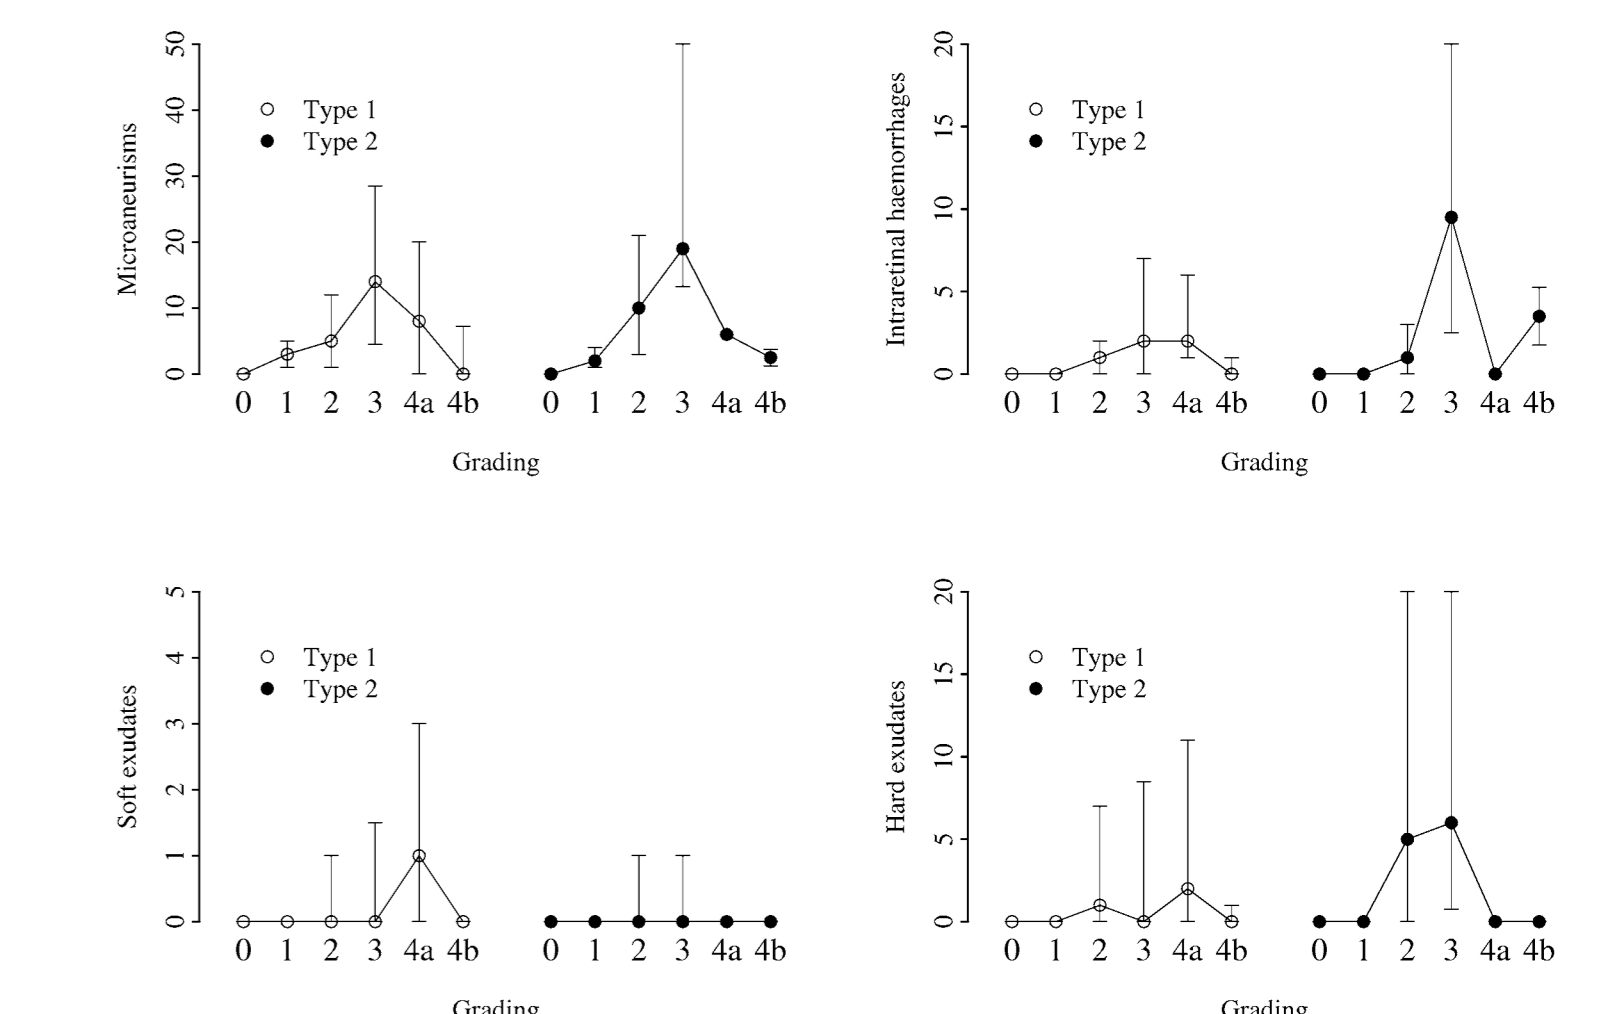 Microaneurisms
50
40
30
20
10
0
Type 1
Type 2
0 1 2 3 4a 4b 0 1 2 3 4a 4b
Grading
Intraretinal haemorrhages
20
15
10
5
0
Type 1
Type 2
0 1 2 3 4a 4b 0 1 2 3 4a 4b
Grading
Soft exudates
5
4
3
2
1
0
Type 1
Type 2
0 1 2 3 4a 4b 0 1 2 3 4a 4b
Grading
Hard exudates
20
15
10
5
0
Type 1
Type 2
0 1 2 3 4a 4b 0 1 2 3 4a 4b
Grading